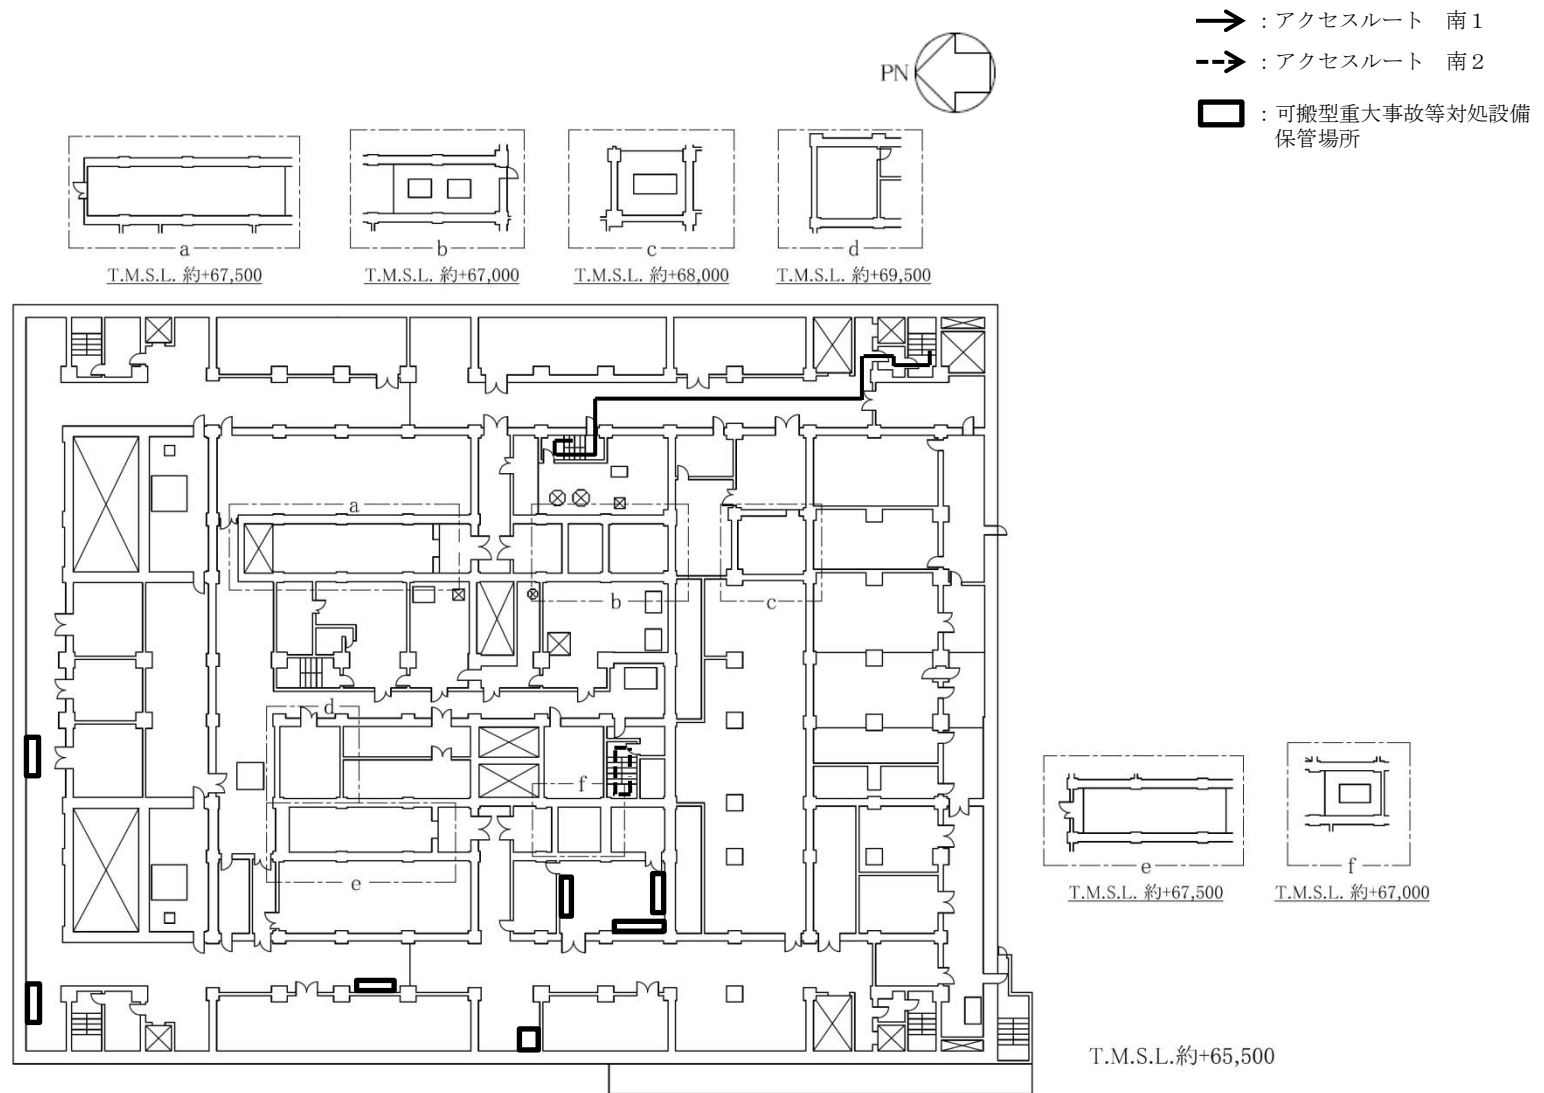 ：アクセスルート　南１
：アクセスルート　南２
：可搬型重大事故等対処設備
保管場所
PN
a
T.M.S.L. 約+67,500
b
T.M.S.L. 約+67,000
c
T.M.S.L. 約+68,000
d
T.M.S.L. 約+69,500
a
b
c
d
f
e
e
T.M.S.L. 約+67,500
f
T.M.S.L. 約+67,000
T.M.S.L.約+65,500